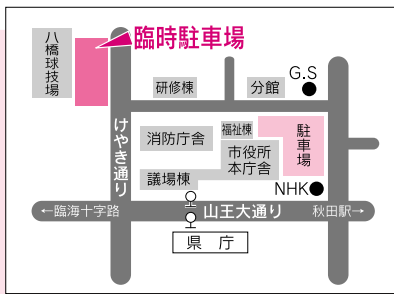 八橋球技場
臨時駐車場
研修棟
分館
G.S
けやき通り
消防庁舎
福祉棟
駐車場
市役所
本庁舎
議場棟
NHK
←臨海十字路
山王大通り
秋田駅→
県庁